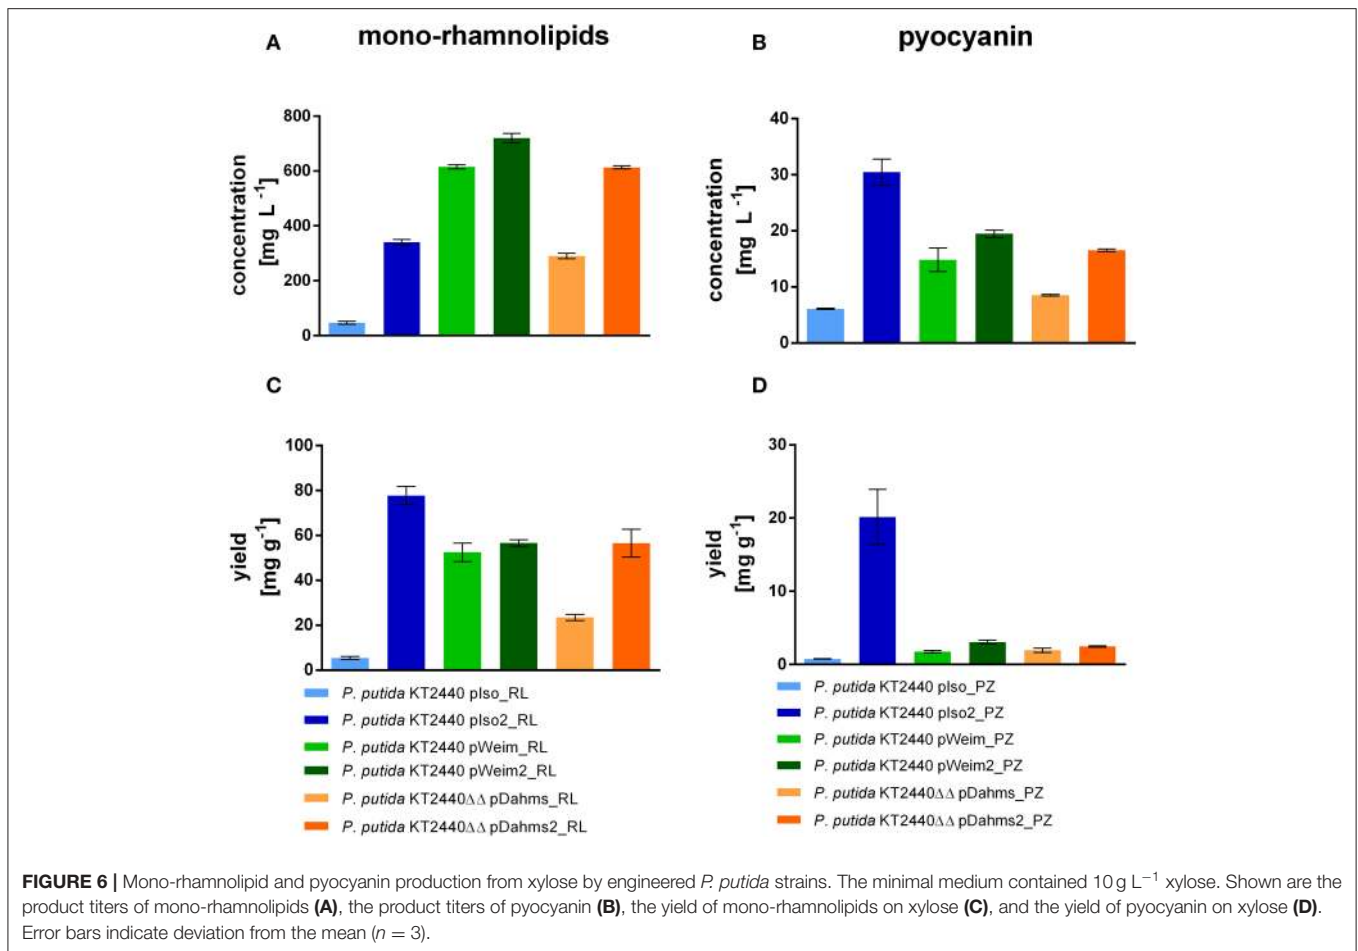 A
mono-rhamnolipids
B
pyocyanin
concentration
[mg L⁻¹]
800
600
400
200
0
concentration
[mg L⁻¹]
40
30
20
10
0
C
D
yield
[mg g⁻¹]
100
80
60
40
20
0
yield
[mg g⁻¹]
30
20
10
0
P. putida KT2440 pIso_RL
P. putida KT2440 pIso2_RL
P. putida KT2440 pWeim_RL
P. putida KT2440 pWeim2_RL
P. putida KT2440ΔΔ pDahms_RL
P. putida KT2440ΔΔ pDahms2_RL
P. putida KT2440 pIso_PZ
P. putida KT2440 pIso2_PZ
P. putida KT2440 pWeim_PZ
P. putida KT2440 pWeim2_PZ
P. putida KT2440ΔΔ pDahms_PZ
P. putida KT2440ΔΔ pDahms2_PZ
FIGURE 6 | Mono-rhamnolipid and pyocyanin production from xylose by engineered P. putida strains. The minimal medium contained 10 g L⁻¹ xylose. Shown are the
product titers of mono-rhamnolipids (A), the product titers of pyocyanin (B), the yield of mono-rhamnolipids on xylose (C), and the yield of pyocyanin on xylose (D).
Error bars indicate deviation from the mean (n = 3).